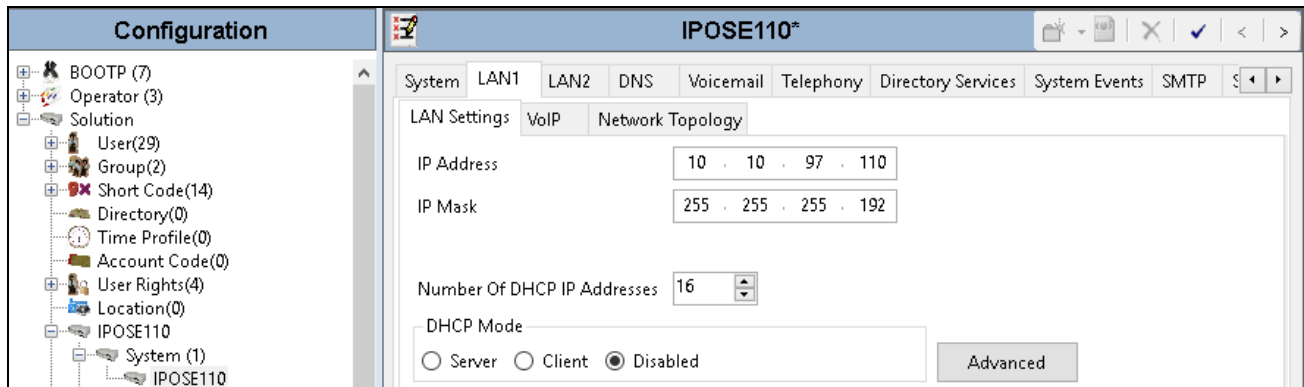 Configuration
BOOTP (7)
Operator (3)
Solution
User(29)
Group(2)
Short Code(14)
Directory(0)
Time Profile(0)
Account Code(0)
User Rights(4)
Location(0)
IPOSE110
System (1)
IPOSE110
IPOSE110*
System LAN1 LAN2 DNS Voicemail Telephony Directory Services System Events SMTP
LAN Settings VoIP Network Topology
IP Address 10 . 10 . 97 . 110
IP Mask 255 . 255 . 255 . 192
Number Of DHCP IP Addresses 16
DHCP Mode
Server Client Disabled Advanced